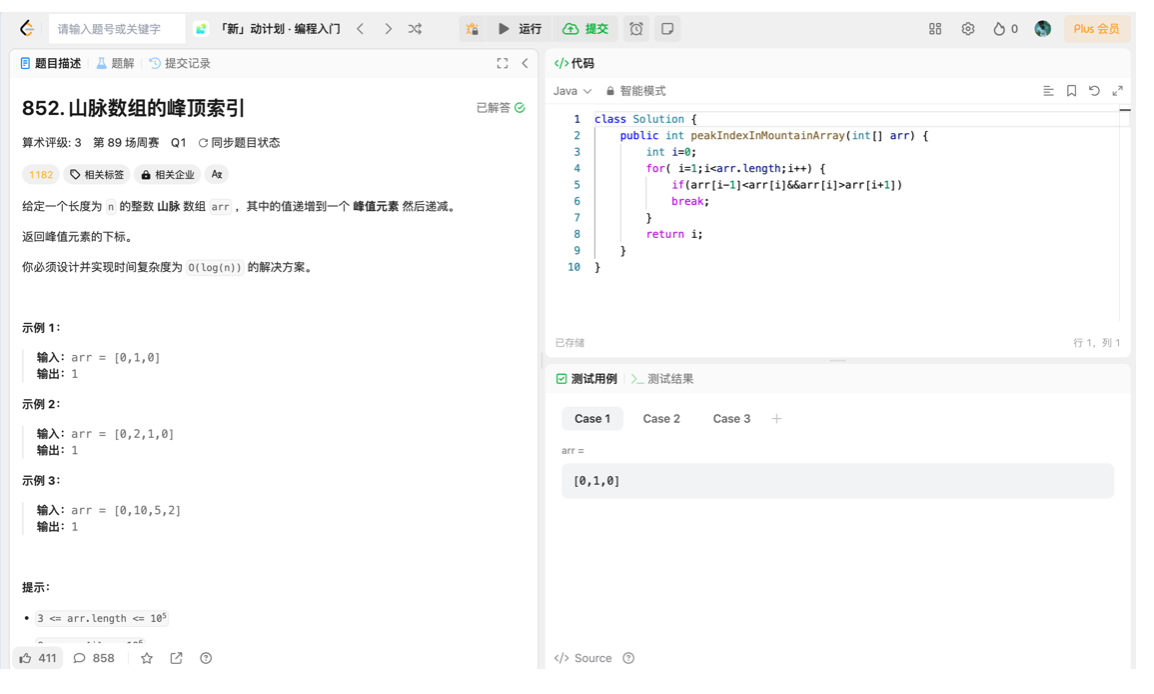 请输入题号或关键字
「新」动计划 · 编程入门
运行
提交
0
Plus 会员
题目描述
题解
提交记录
852. 山脉数组的峰顶索引
已解答
算术评级: 3 第 89 场周赛 Q1 同步题目状态
1182 相关标签 相关企业 Az
给定一个长度为 n 的整数 山脉 数组 arr ，其中的值递增到一个 峰值元素 然后递减。
返回峰值元素的下标。
你必须设计并实现时间复杂度为 O(log(n)) 的解决方案。
示例 1：
输入：arr = [0,1,0]
输出：1
示例 2：
输入：arr = [0,2,1,0]
输出：1
示例 3：
输入：arr = [0,10,5,2]
输出：1
提示：
• 3 <= arr.length <= 10⁵
411
858
</>代码
Java 智能模式
1 class Solution {
2 public int peakIndexInMountainArray(int[] arr) {
3 int i=0;
4 for( i=1;i<arr.length;i++) {
5 if(arr[i-1]<arr[i]&&arr[i]>arr[i+1])
6 break;
7 }
8 return i;
9 }
10 }
已存储
行 1, 列 1
测试用例
>_ 测试结果
Case 1
Case 2
Case 3
+
arr =
[0,1,0]
</> Source